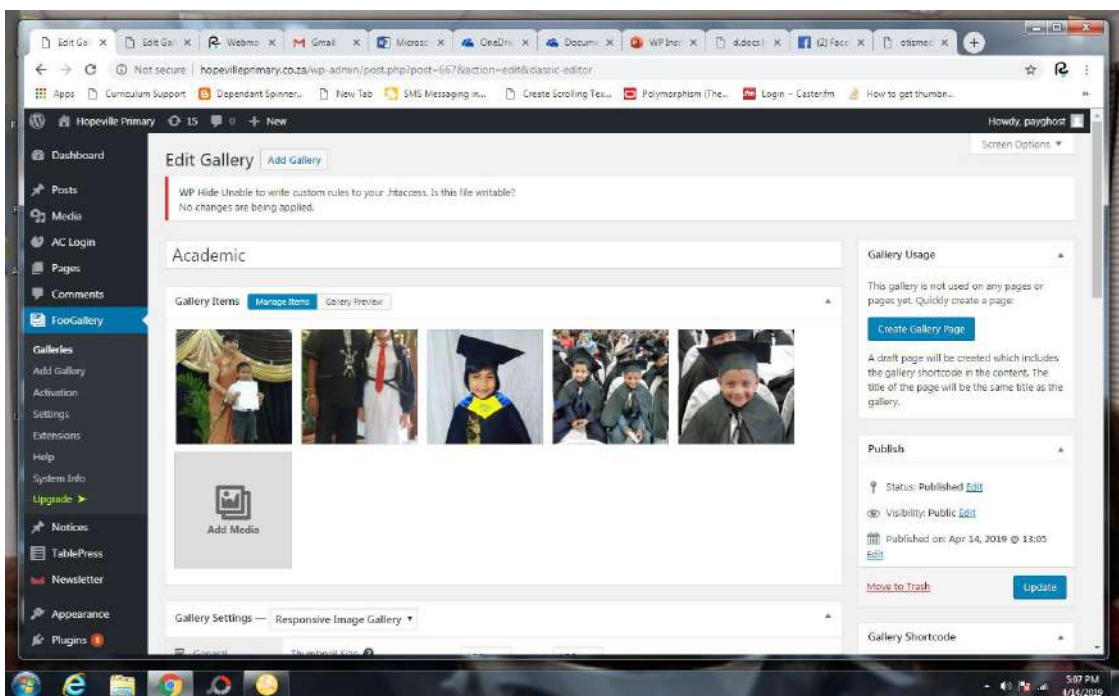 Edit Gal
Edit Gal
Webmo
Gmail
Microso
OneDri
Docume
WP Inst
d.docs.l
(2) Face
otismec
Not secure | hopevilleprimary.co.za/wp-admin/post.php?post=667&action=edit&classic-editor
Apps Curriculum Support Dependant Spinner... New Tab SMS Messaging in... Create Scrolling Tex... Polymorphism (The... Login – Caster.fm How to get thumbn...
Hopeville Primary 15 0 + New Howdy, payghost
Screen Options
Dashboard
Posts
Media
AC Login
Pages
Comments
FooGallery
Galleries
Add Gallery
Activation
Settings
Extensions
Help
System Info
Upgrade ➤
Notices
TablePress
Newsletter
Appearance
Plugins
Edit Gallery Add Gallery
WP Hide Unable to write custom rules to your .htaccess. Is this file writable?
No changes are being applied.
Academic
Gallery Items Manage Items Gallery Preview
Add Media
Gallery Settings — Responsive Image Gallery
General Thumbnail Size
Gallery Usage
This gallery is not used on any pages or
pages yet. Quickly create a page:
Create Gallery Page
A draft page will be created which includes
the gallery shortcode in the content. The
title of the page will be the same title as the
gallery.
Publish
Status: Published Edit
Visibility: Public Edit
Published on: Apr 14, 2019 @ 13:05
Edit
Move to Trash Update
Gallery Shortcode
5:07 PM
4/14/2019